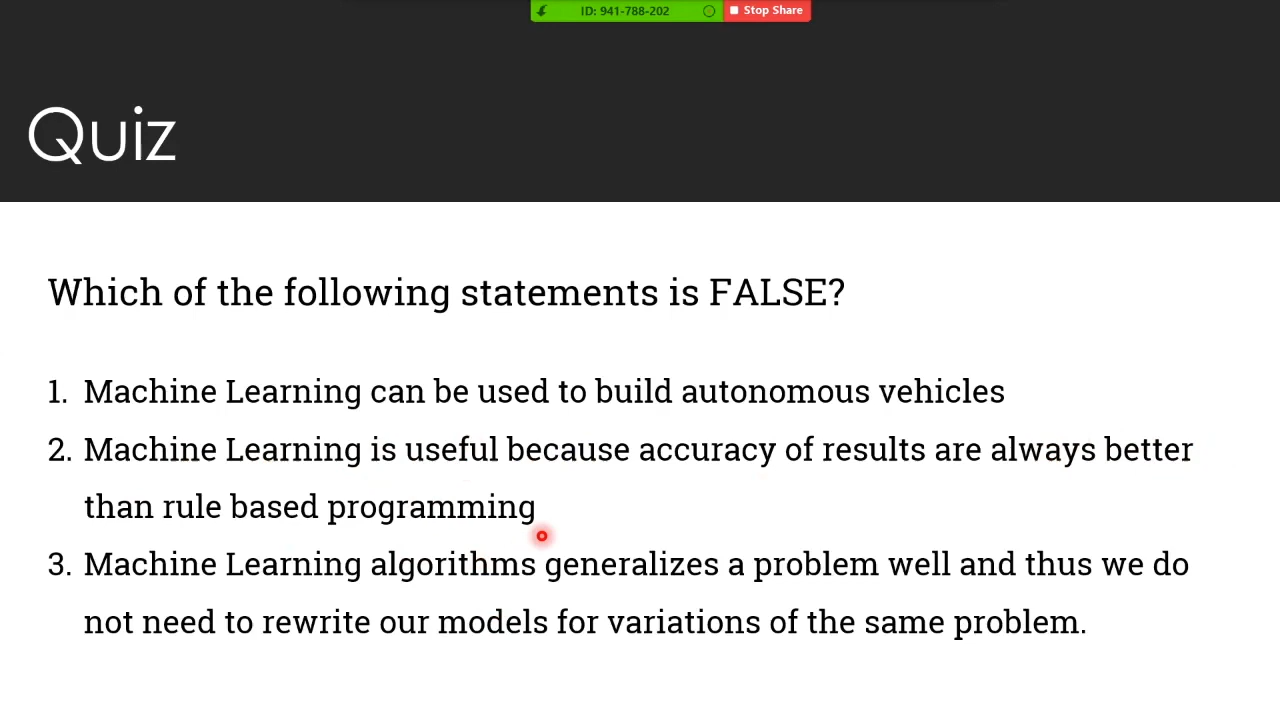 ID: 941-788-202
Stop Share
Quiz
Which of the following statements is FALSE?
1. Machine Learning can be used to build autonomous vehicles
2. Machine Learning is useful because accuracy of results are always better
than rule based programming
3. Machine Learning algorithms generalizes a problem well and thus we do
not need to rewrite our models for variations of the same problem.